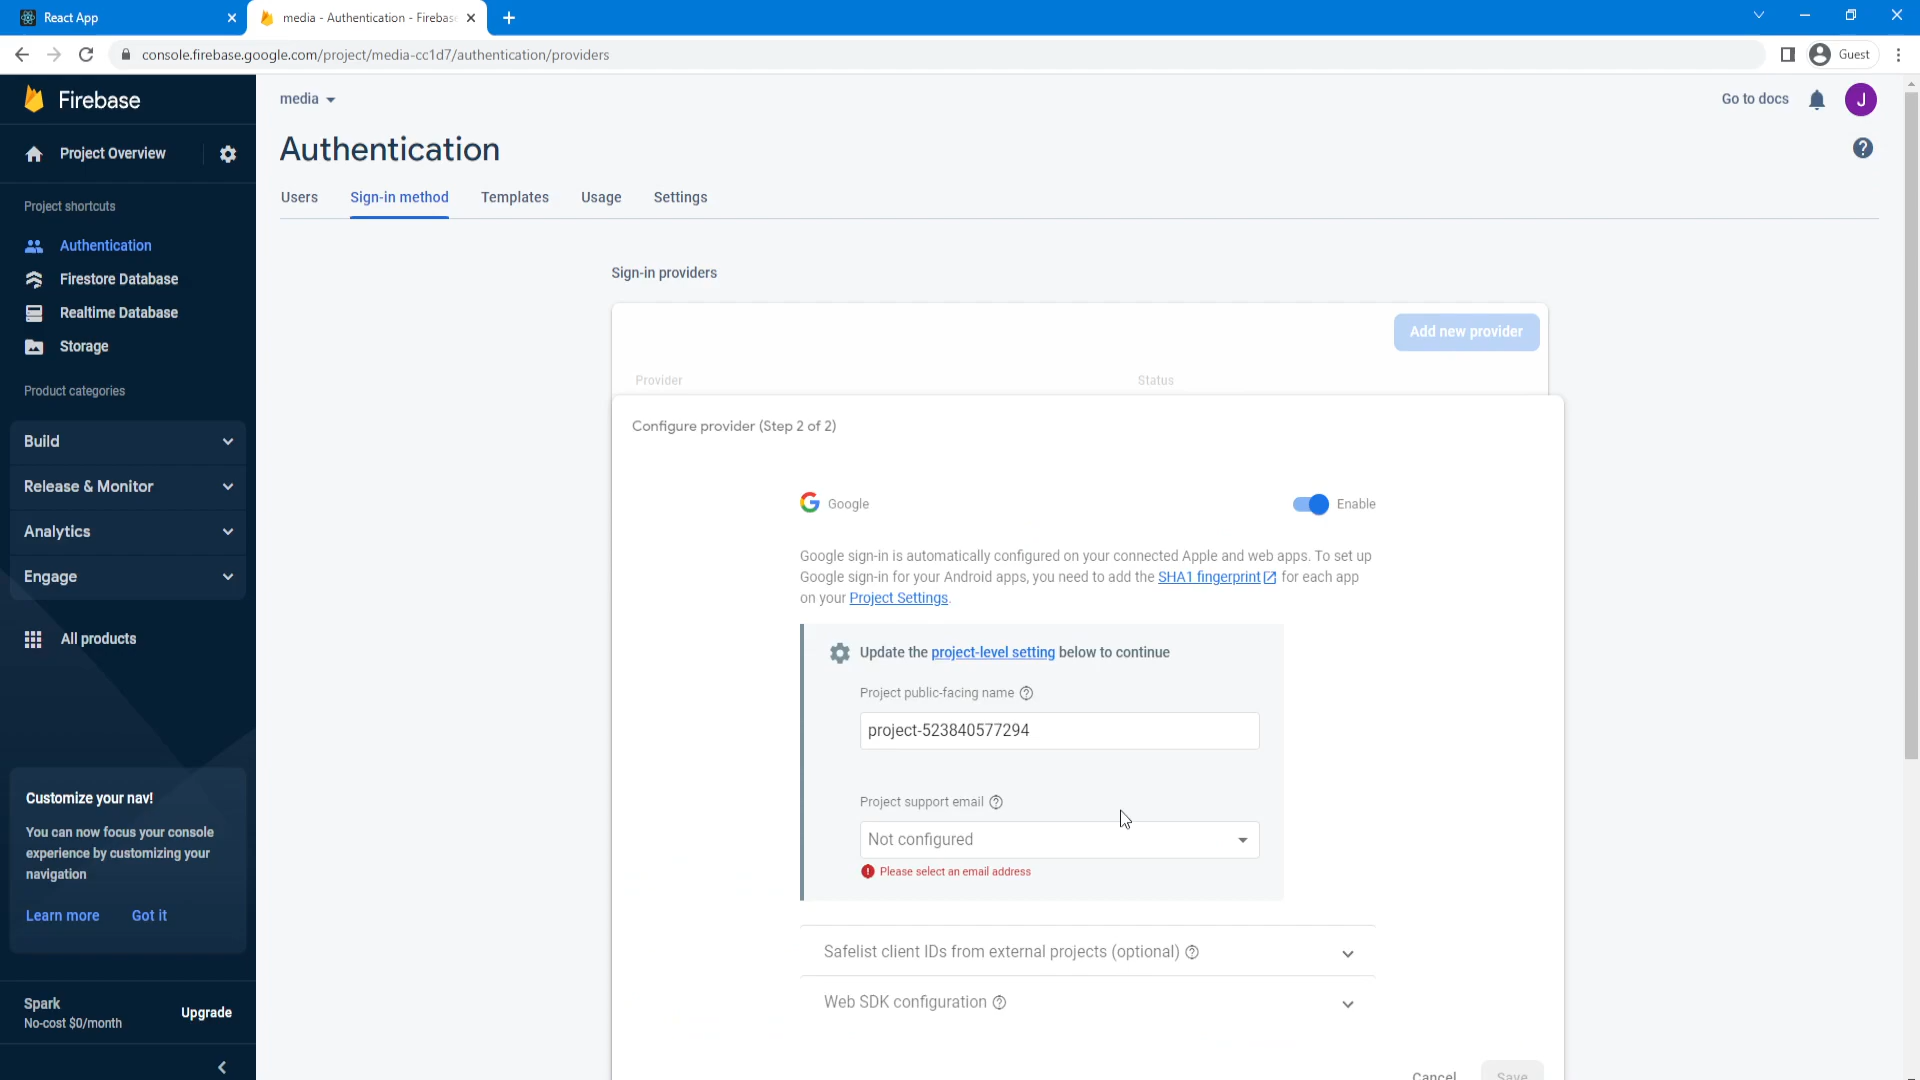 React App
media - Authentication - Firebase
console.firebase.google.com/project/media-cc1d7/authentication/providers
Guest
Firebase
media
Go to docs
J
Project Overview
Authentication
Users
Sign-in method
Templates
Usage
Settings
Project shortcuts
Authentication
Firestore Database
Realtime Database
Storage
Product categories
Build
Release & Monitor
Analytics
Engage
All products
Customize your nav!
You can now focus your console
experience by customizing your
navigation
Learn more
Got it
Spark
No-cost $0/month
Upgrade
Sign-in providers
Add new provider
Provider
Status
Configure provider (Step 2 of 2)
Google
Enable
Google sign-in is automatically configured on your connected Apple and web apps. To set up
Google sign-in for your Android apps, you need to add the SHA1 fingerprint for each app
on your Project Settings.
Update the project-level setting below to continue
Project public-facing name
project-523840577294
Project support email
Not configured
Please select an email address
Safelist client IDs from external projects (optional)
Web SDK configuration
Cancel
Save